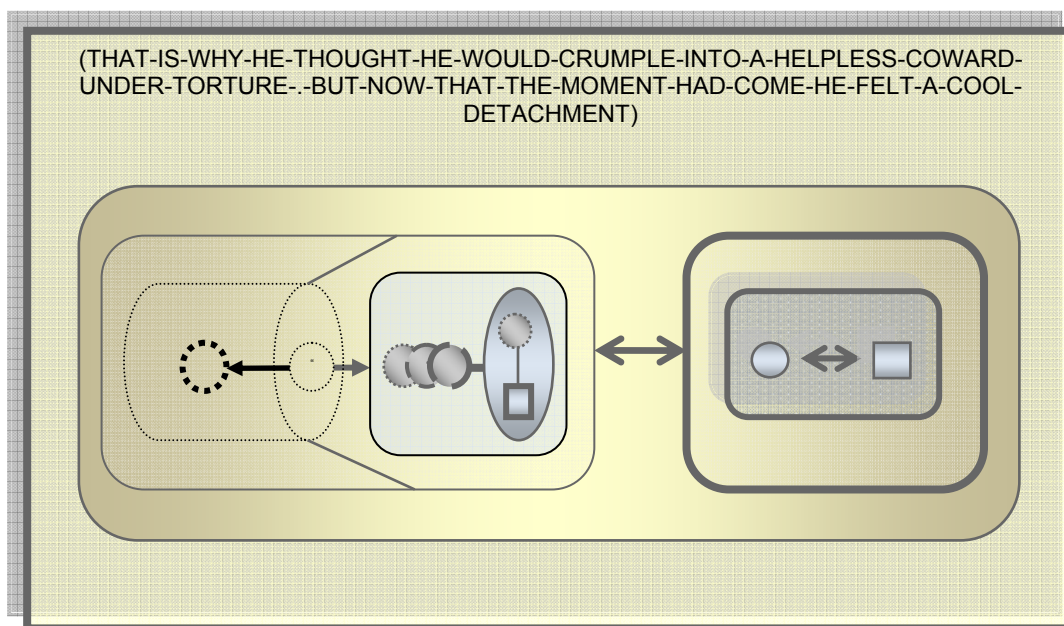 (THAT-IS-WHY-HE-THOUGHT-HE-WOULD-CRUMPLE-INTO-A-HELPLESS-COWARD-
UNDER-TORTURE-.-BUT-NOW-THAT-THE-MOMENT-HAD-COME-HE-FELT-A-COOL-
DETACHMENT)